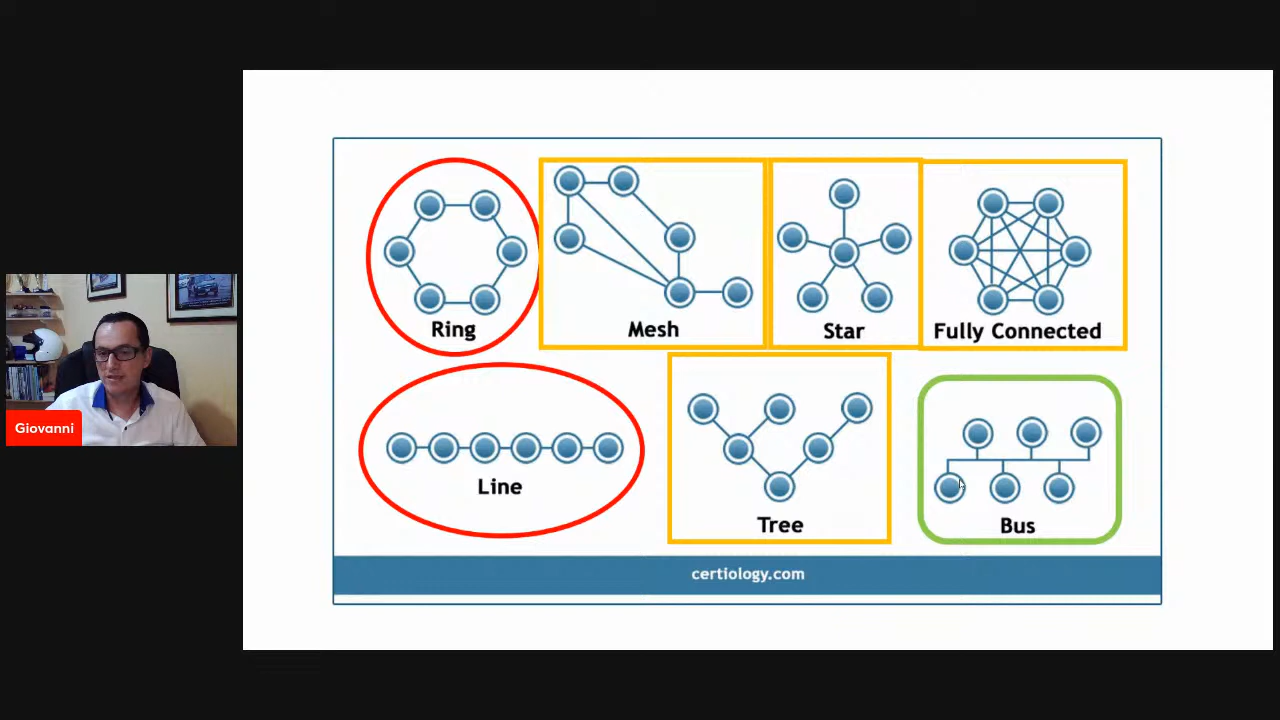 Ring
Mesh
Star
Fully Connected
Line
Tree
Bus
certiology.com
Giovanni